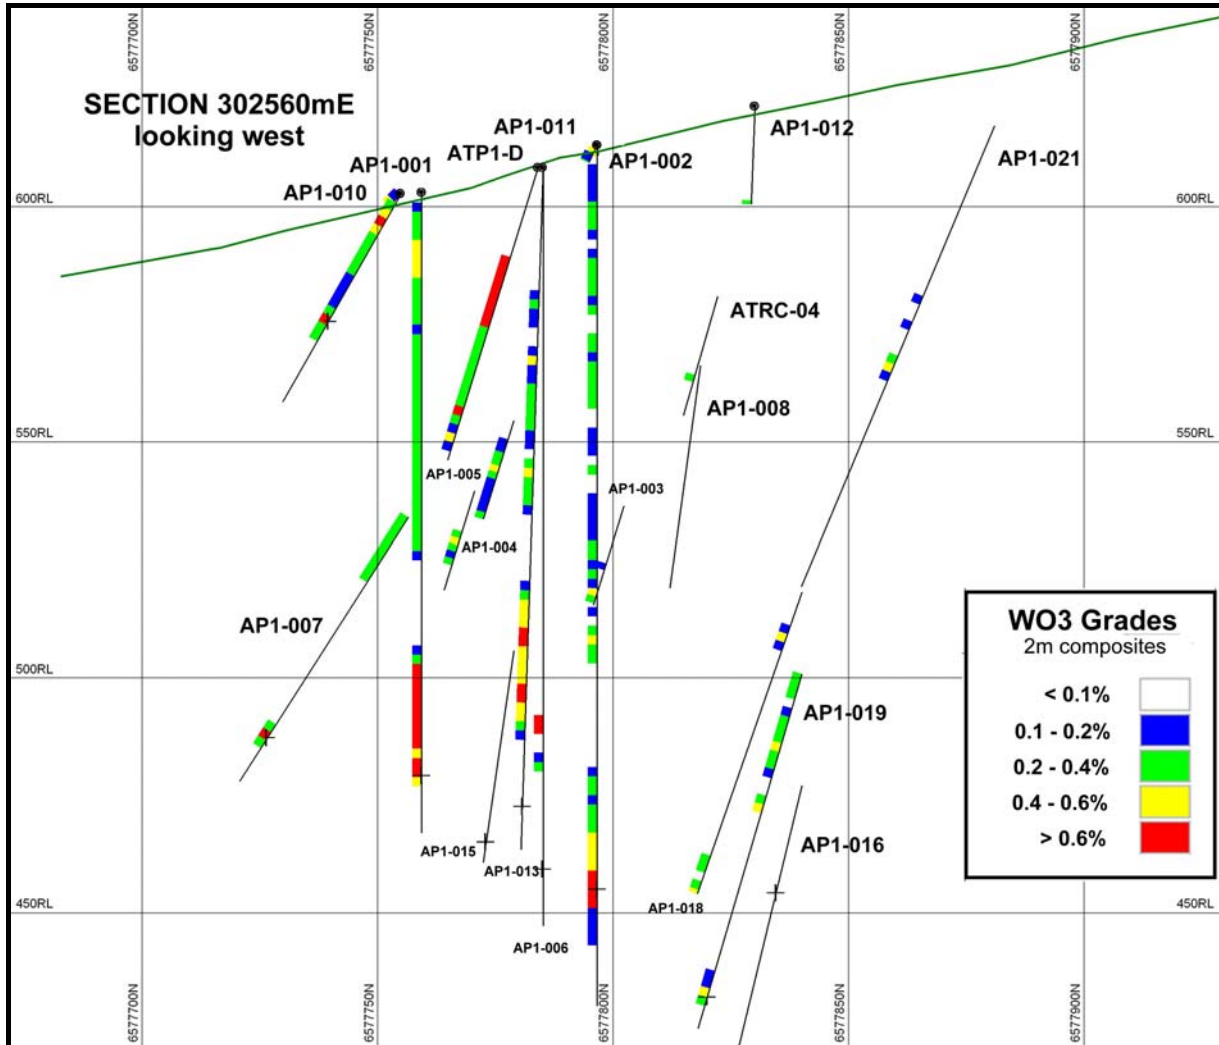 6577700N
6577750N
6577800N
6577850N
6577900N
SECTION 302560mE
looking west
AP1-011
ATP1-D
AP1-001
AP1-010
AP1-002
AP1-012
AP1-021
600RL
600RL
ATRC-04
AP1-008
550RL
550RL
AP1-005
AP1-003
AP1-004
AP1-007
500RL
AP1-019
AP1-016
AP1-015
AP1-013
AP1-018
AP1-006
450RL
450RL
WO3 Grades
2m composites
< 0.1%
0.1 - 0.2%
0.2 - 0.4%
0.4 - 0.6%
> 0.6%
6577700N
6577750N
6577800N
6577850N
6577900N